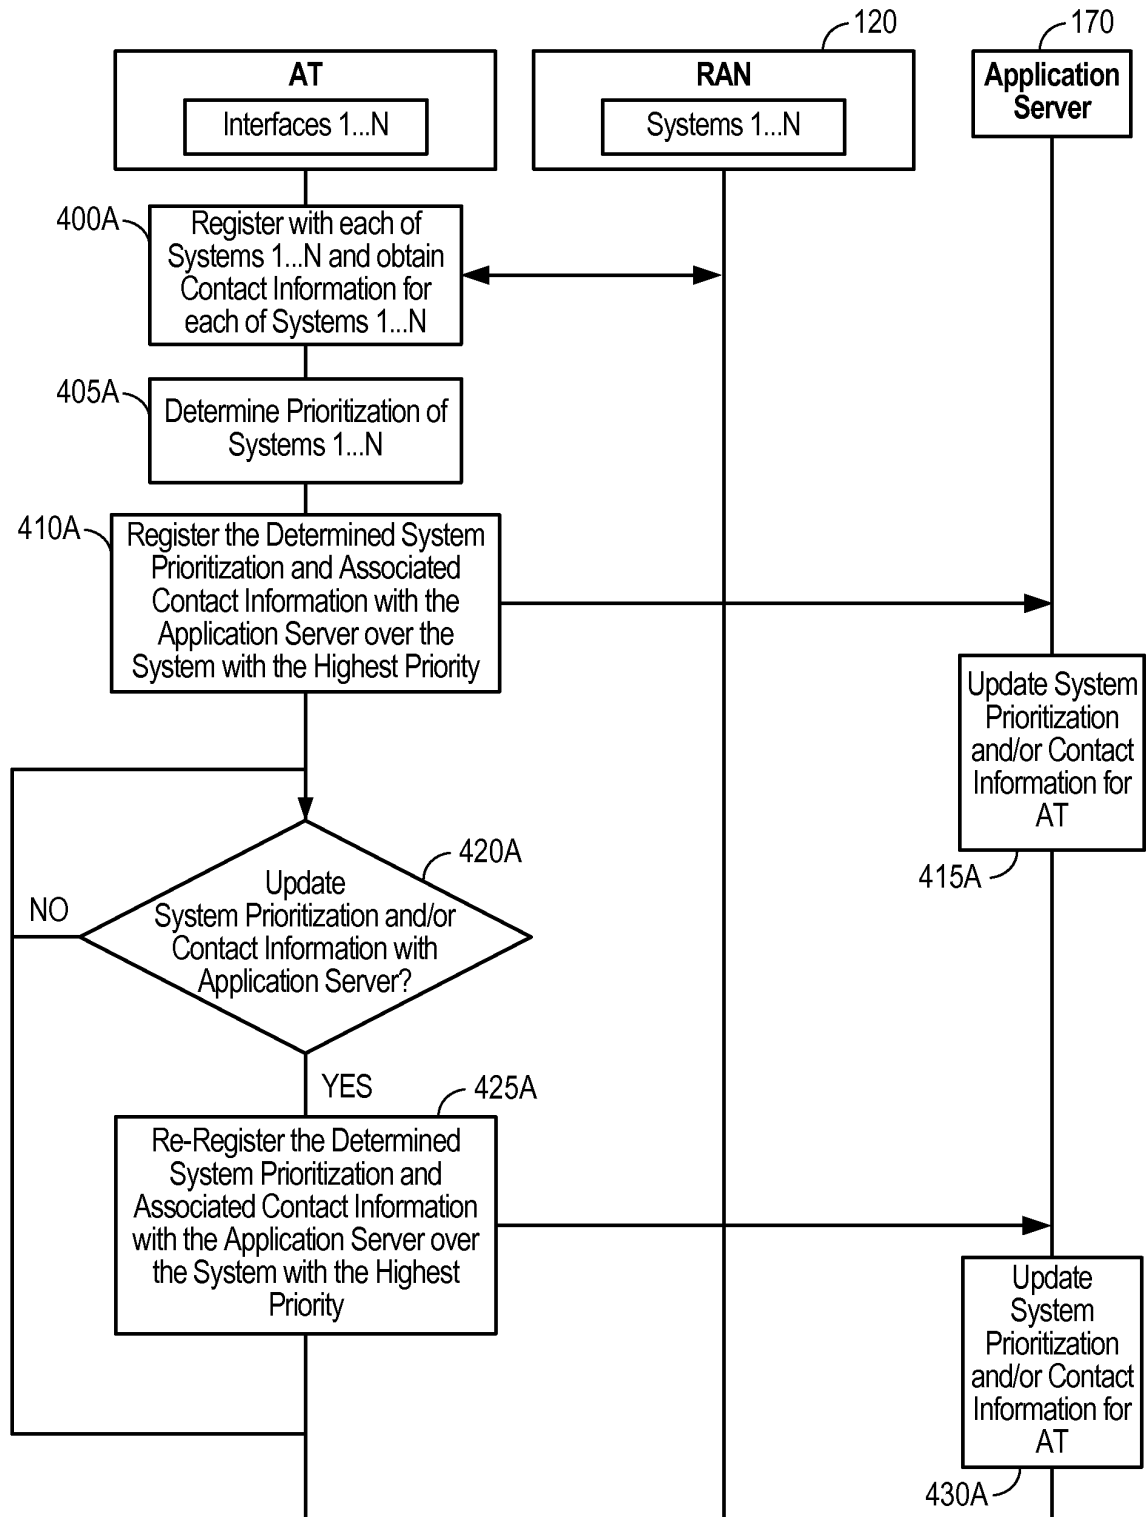 120
170
AT
Interfaces 1...N
RAN
Systems 1...N
Application
Server
400A
Register with each of
Systems 1...N and obtain
Contact Information for
each of Systems 1...N
405A
Determine Prioritization of
Systems 1...N
410A
Register the Determined System
Prioritization and Associated
Contact Information with the
Application Server over the
System with the Highest Priority
Update System
Prioritization
and/or Contact
Information for
AT
415A
420A
Update
System Prioritization and/or
Contact Information with
Application Server?
NO
YES
425A
Re-Register the Determined
System Prioritization and
Associated Contact Information
with the Application Server over
the System with the Highest
Priority
Update
System
Prioritization
and/or Contact
Information for
AT
430A